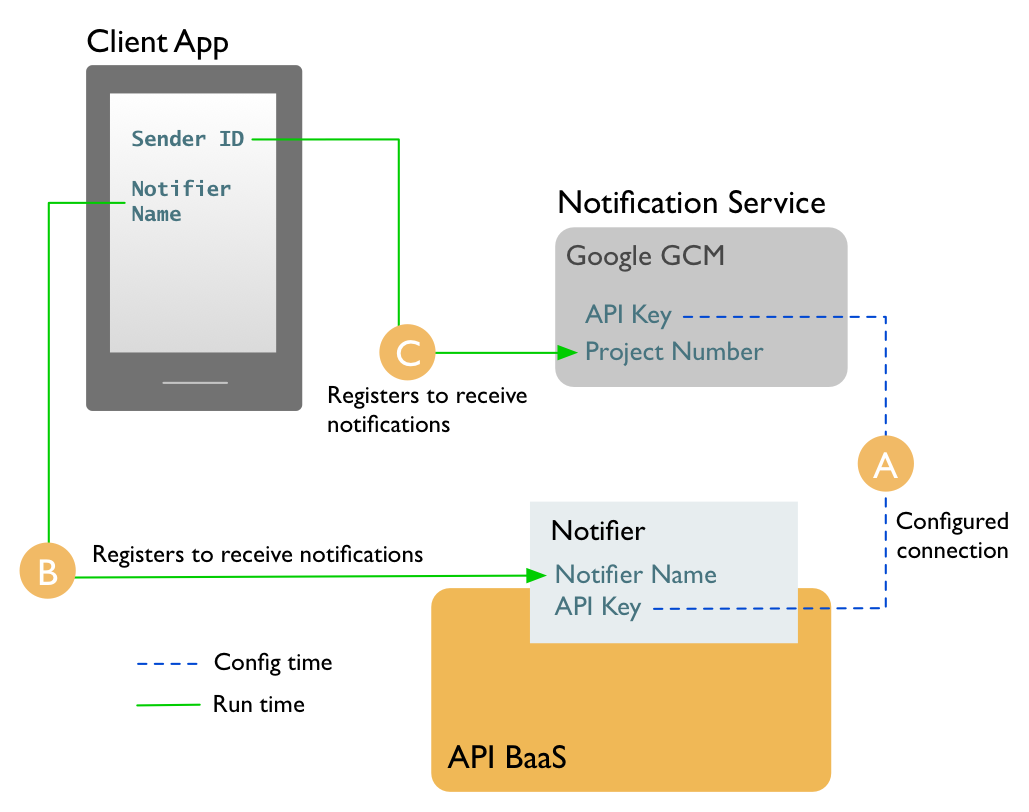 Client App
Sender ID
Notifier
Name
Notification Service
Google GCM
API Key
Project Number
C
Registers to receive
notifications
A
Configured
connection
Notifier
Notifier Name
API Key
B
Registers to receive notifications
Config time
Run time
API BaaS